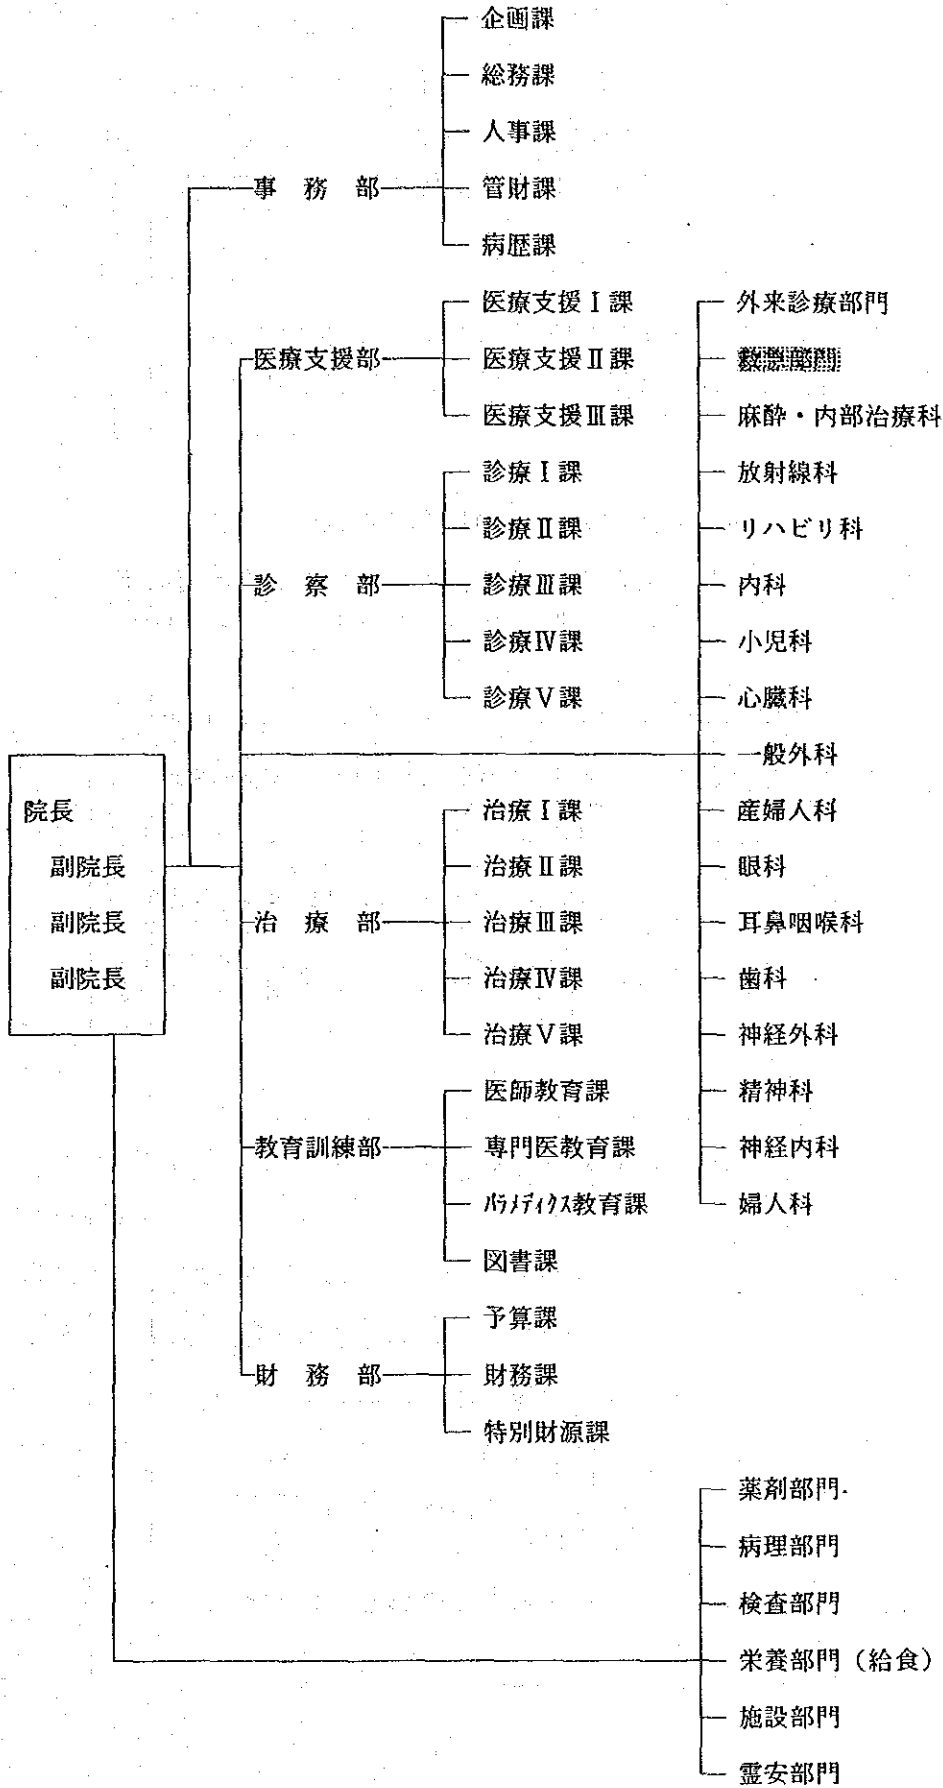 企画課
総務課
人事課
事務部
管財課
病歴課
医療支援Ⅰ課
医療支援部
医療支援Ⅱ課
医療支援Ⅲ課
診療Ⅰ課
診療Ⅱ課
診察部
診療Ⅲ課
診療Ⅳ課
診療Ⅴ課
院長
副院長
副院長
副院長
治療Ⅰ課
治療Ⅱ課
治療部
治療Ⅲ課
治療Ⅳ課
治療Ⅴ課
医師教育課
教育訓練部
専門医教育課
パラメディクス教育課
図書課
予算課
財務部
財務課
特別財源課
外来診療部門
部門
麻酔・内部治療科
放射線科
リハビリ科
内科
小児科
心臓科
一般外科
産婦人科
眼科
耳鼻咽喉科
歯科
神経外科
精神科
神経内科
婦人科
薬剤部門
病理部門
検査部門
栄養部門（給食）
施設部門
霊安部門